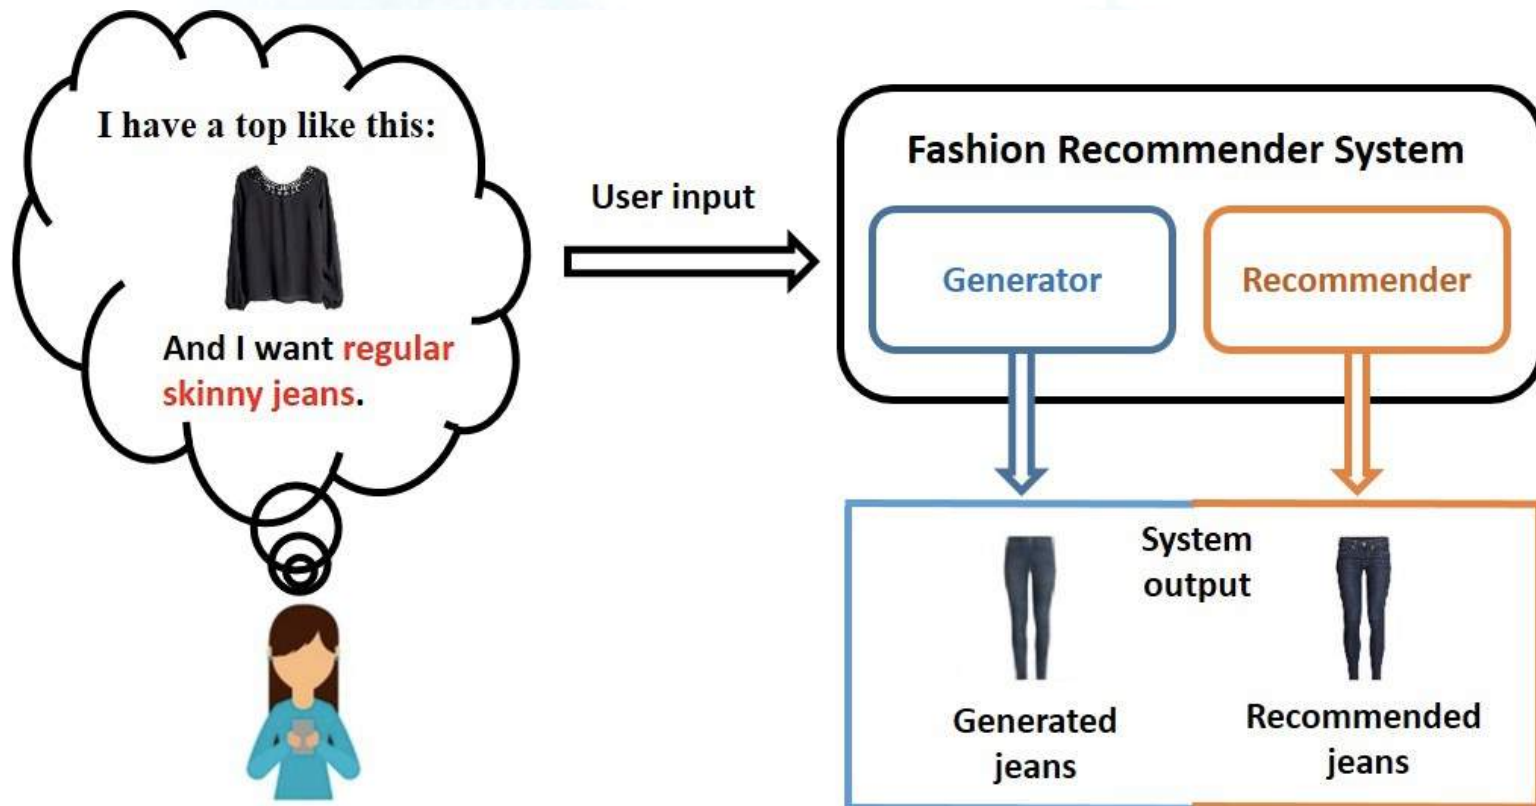 I have a top like this:
And I want regular
skinny jeans.
User input
Fashion Recommender System
Generator
Recommender
System
output
Generated
jeans
Recommended
jeans